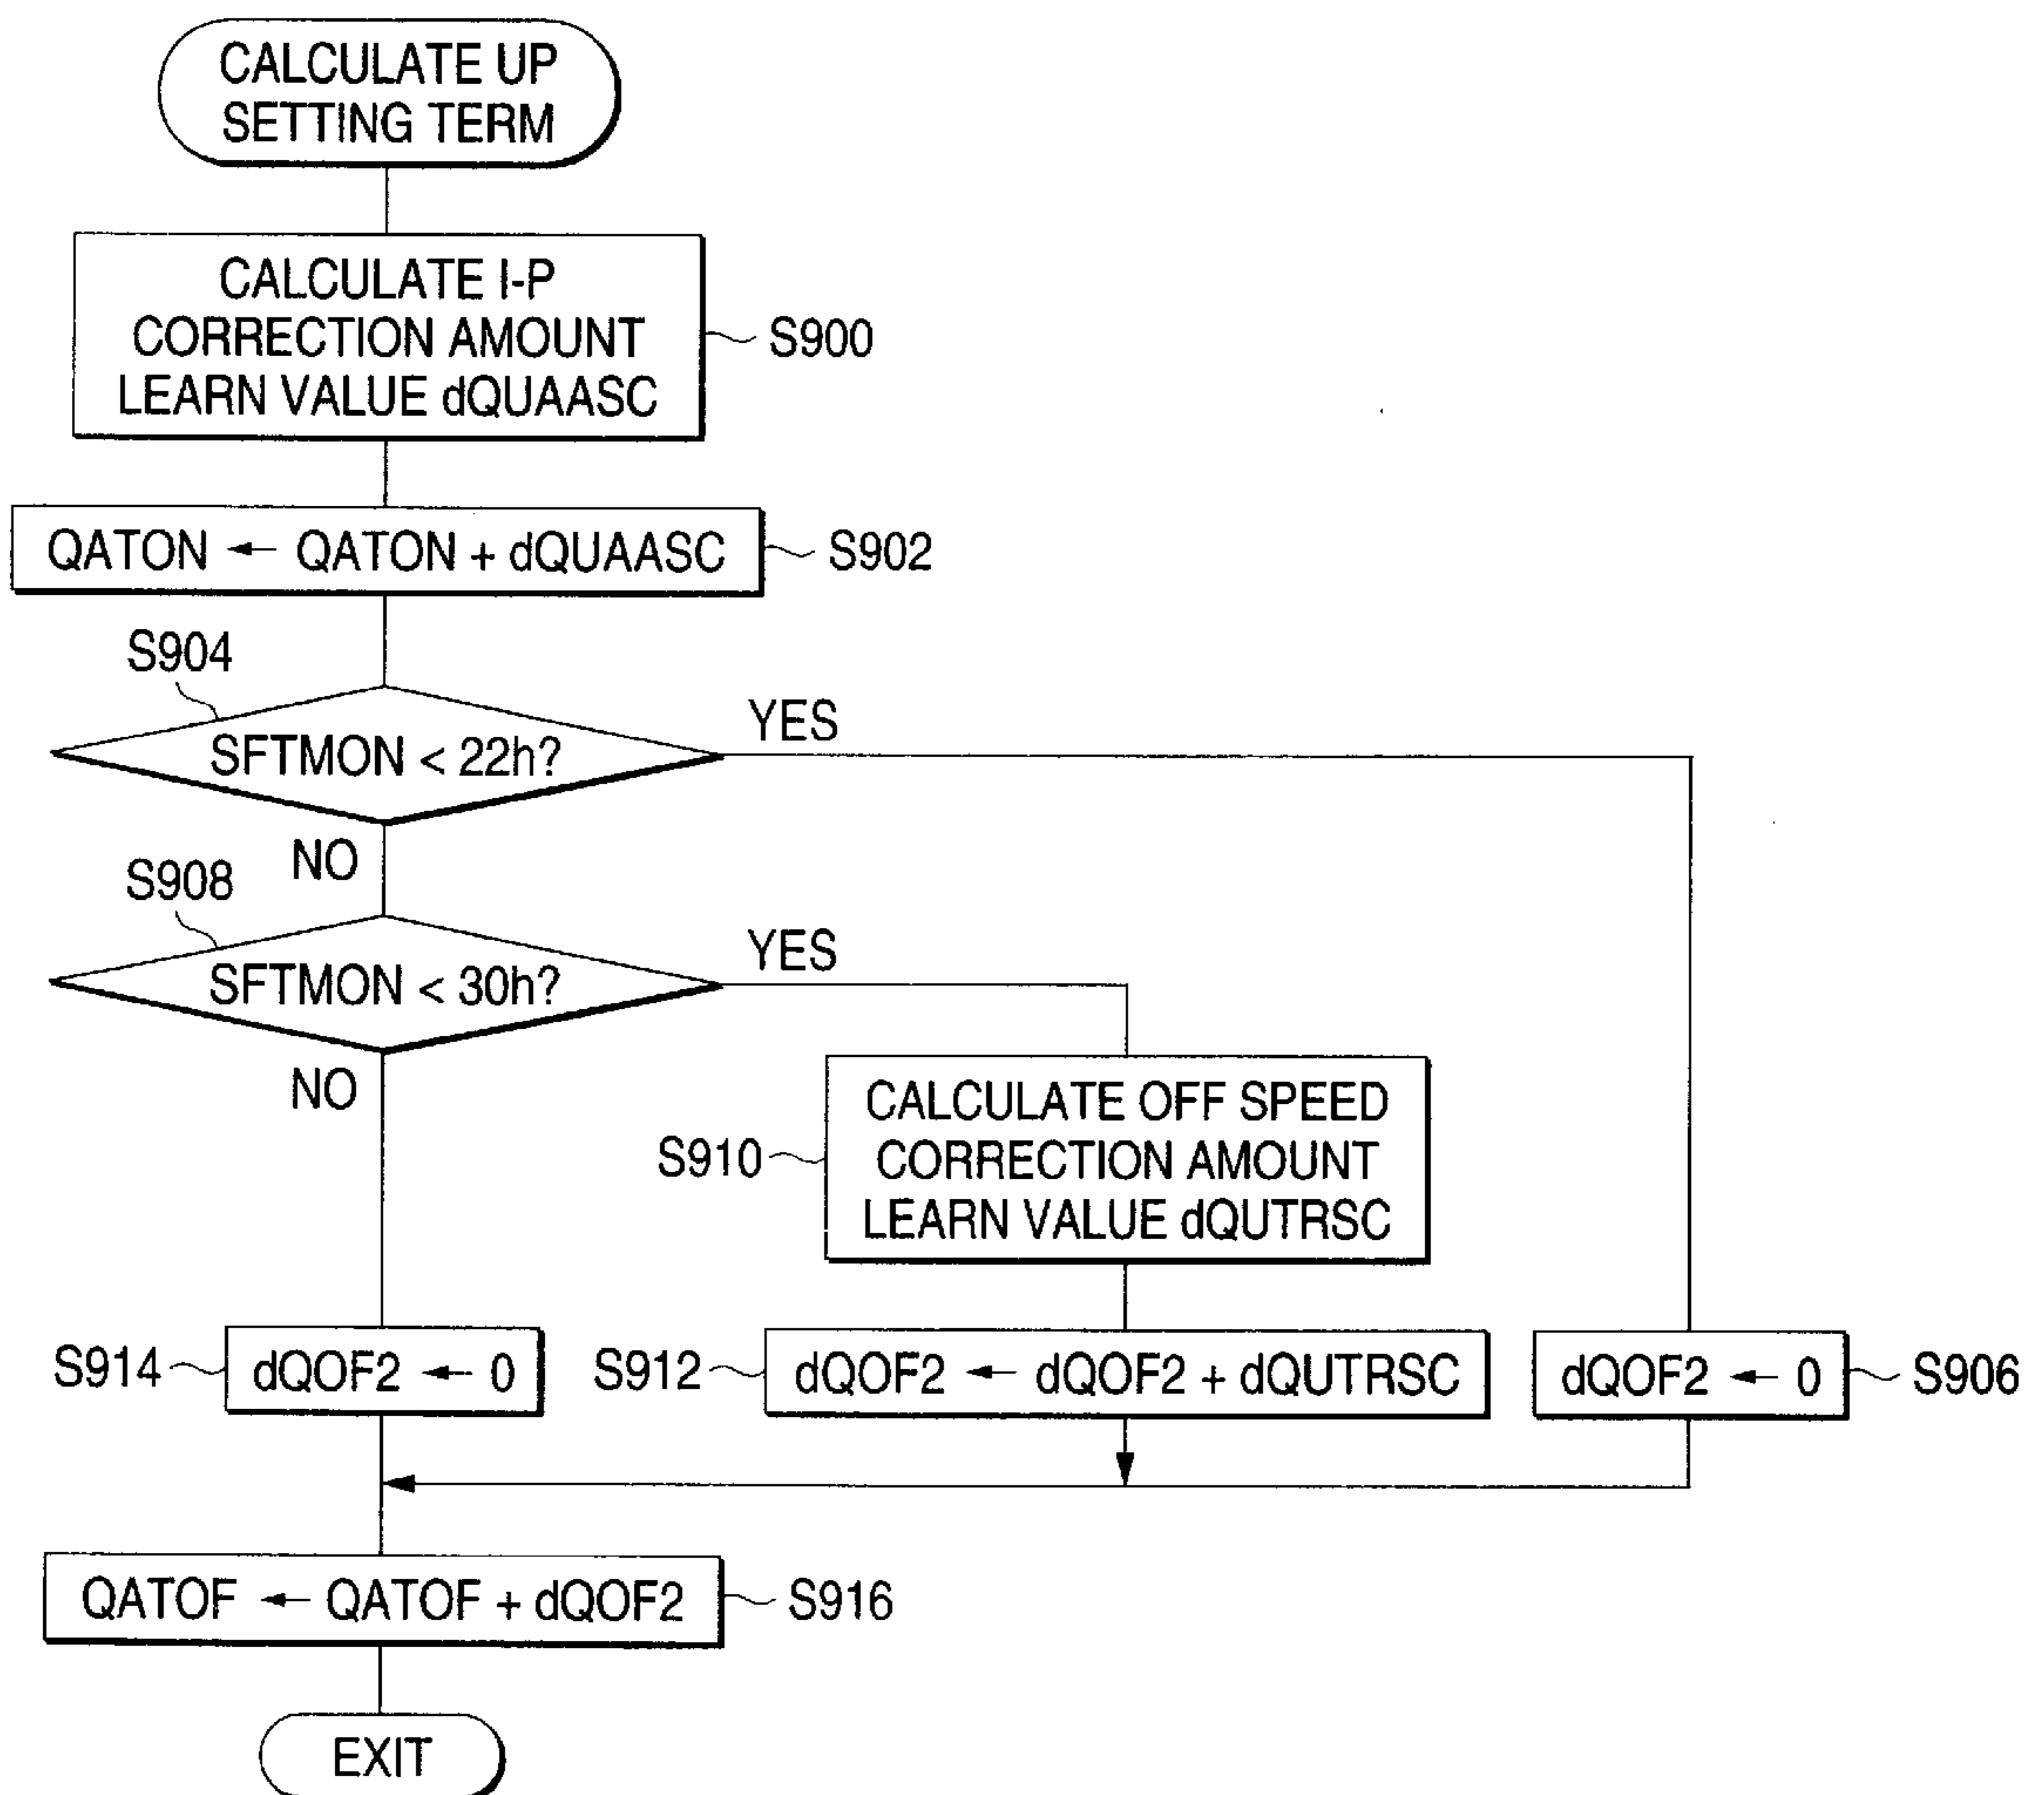 CALCULATE UP
SETTING TERM
CALCULATE I-P
CORRECTION AMOUNT
LEARN VALUE dQUAASC
S900
QATON ← QATON + dQUAASC
S902
S904
SFTMON < 22h?
YES
NO
S908
SFTMON < 30h?
YES
NO
CALCULATE OFF SPEED
CORRECTION AMOUNT
LEARN VALUE dQUTRSC
S910
S914
dQOF2 ← 0
S912
dQOF2 ← dQOF2 + dQUTRSC
dQOF2 ← 0
S906
QATOF ← QATOF + dQOF2
S916
EXIT